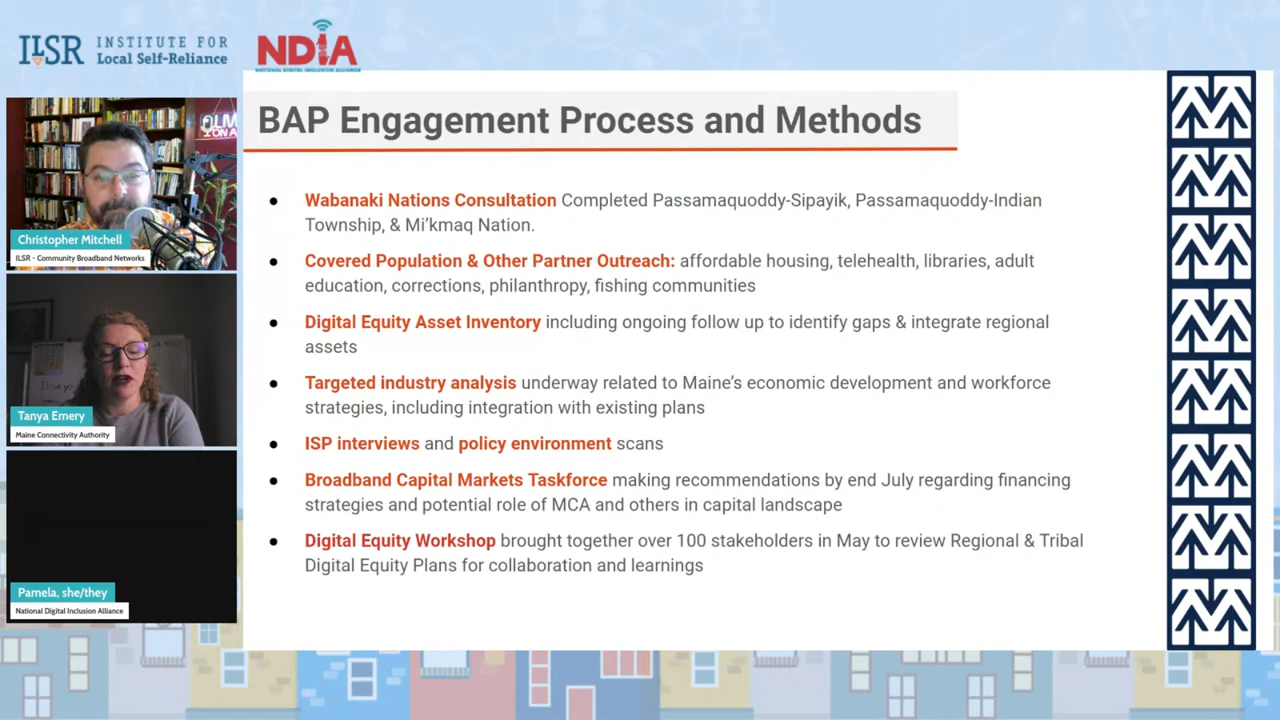 ILSR
INSTITUTE FOR
Local Self-Reliance
NDIA
NATIONAL DIGITAL INCLUSION ALLIANCE
BAP Engagement Process and Methods
ON A
Christopher Mitchell
ILSR - Community Broadband Networks
Tanya Emery
Maine Connectivity Authority
Pamela, she/they
National Digital Inclusion Alliance
● Wabanaki Nations Consultation Completed Passamaquoddy-Sipayik, Passamaquoddy-Indian
Township, & Mi’kmaq Nation.
● Covered Population & Other Partner Outreach: affordable housing, telehealth, libraries, adult
education, corrections, philanthropy, fishing communities
● Digital Equity Asset Inventory including ongoing follow up to identify gaps & integrate regional
assets
● Targeted industry analysis underway related to Maine’s economic development and workforce
strategies, including integration with existing plans
● ISP interviews and policy environment scans
● Broadband Capital Markets Taskforce making recommendations by end July regarding financing
strategies and potential role of MCA and others in capital landscape
● Digital Equity Workshop brought together over 100 stakeholders in May to review Regional & Tribal
Digital Equity Plans for collaboration and learnings